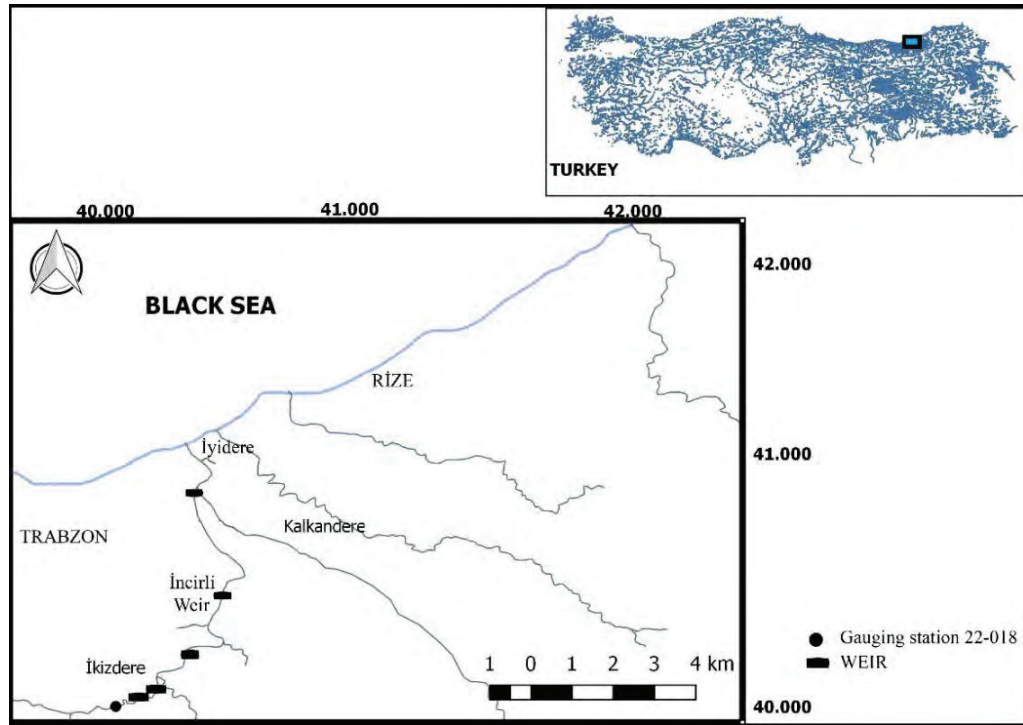 TURKEY
40.000 41.000 42.000
42.000
BLACK SEA
RİZE
İyidere
41.000
TRABZON
Kalkandere
İncirli
Weir
Gauging station 22-018
WEIR
İkizdere
1 0 1 2 3 4 km
40.000